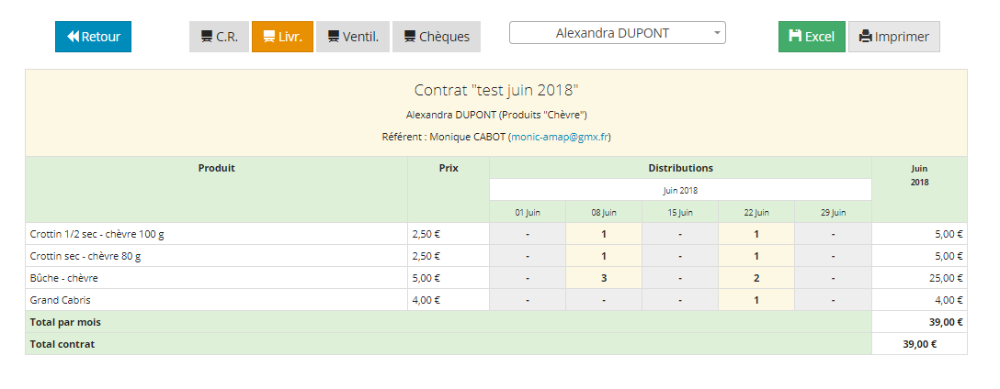 Retour C.R. Livr. Ventil. Chèques Alexandra DUPONT Excel Imprimer
Contrat "test juin 2018"
Alexandra DUPONT (Produits "Chèvre")
Référent : Monique CABOT (monic-amap@gmx.fr)
Produit Prix Distributions Juin 2018
Juin 2018
01 Juin 08 Juin 15 Juin 22 Juin 29 Juin
Crottin 1/2 sec - chèvre 100 g 2,50 € - 1 - 1 - 5,00 €
Crottin sec - chèvre 80 g 2,50 € - 1 - 1 - 5,00 €
Bûche - chèvre 5,00 € - 3 - 2 - 25,00 €
Grand Cabris 4,00 € - - - 1 - 4,00 €
Total par mois 39,00 €
Total contrat 39,00 €